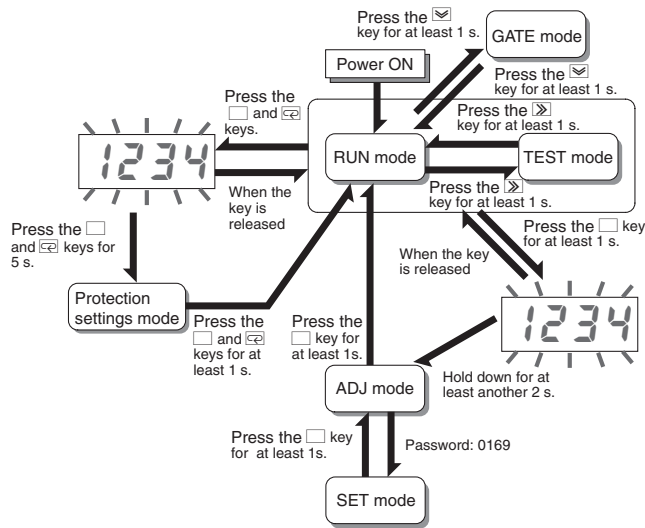 Press the
key for at least 1 s.
GATE mode
Power ON
Press the
key for at least 1 s.
Press the
and
keys.
Press the
key for at least 1 s.
1234
RUN mode
TEST mode
When the
key is
released
Press the
key for at least 1 s.
Press the
and keys for
5 s.
Press the key
for at least 1 s.
When the key
is released
Protection
settings mode
1234
Press the
and
keys for at
least 1 s.
Press the
key for
at least 1s.
Hold down for at
least another 2 s.
ADJ mode
Press the key
for at least 1s.
Password: 0169
SET mode